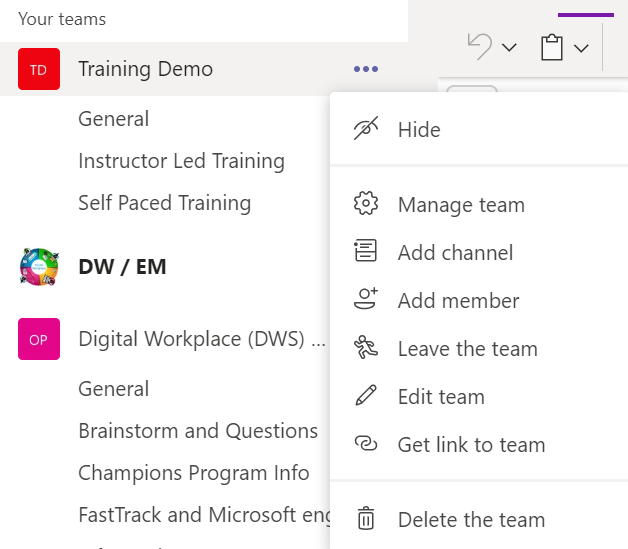 Your teams
TD Training Demo
General
Instructor Led Training
Self Paced Training
DW / EM
OP Digital Workplace (DWS) ...
General
Brainstorm and Questions
Champions Program Info
FastTrack and Microsoft
Hide
Manage team
Add channel
Add member
Leave the team
Edit team
Get link to team
Delete the team